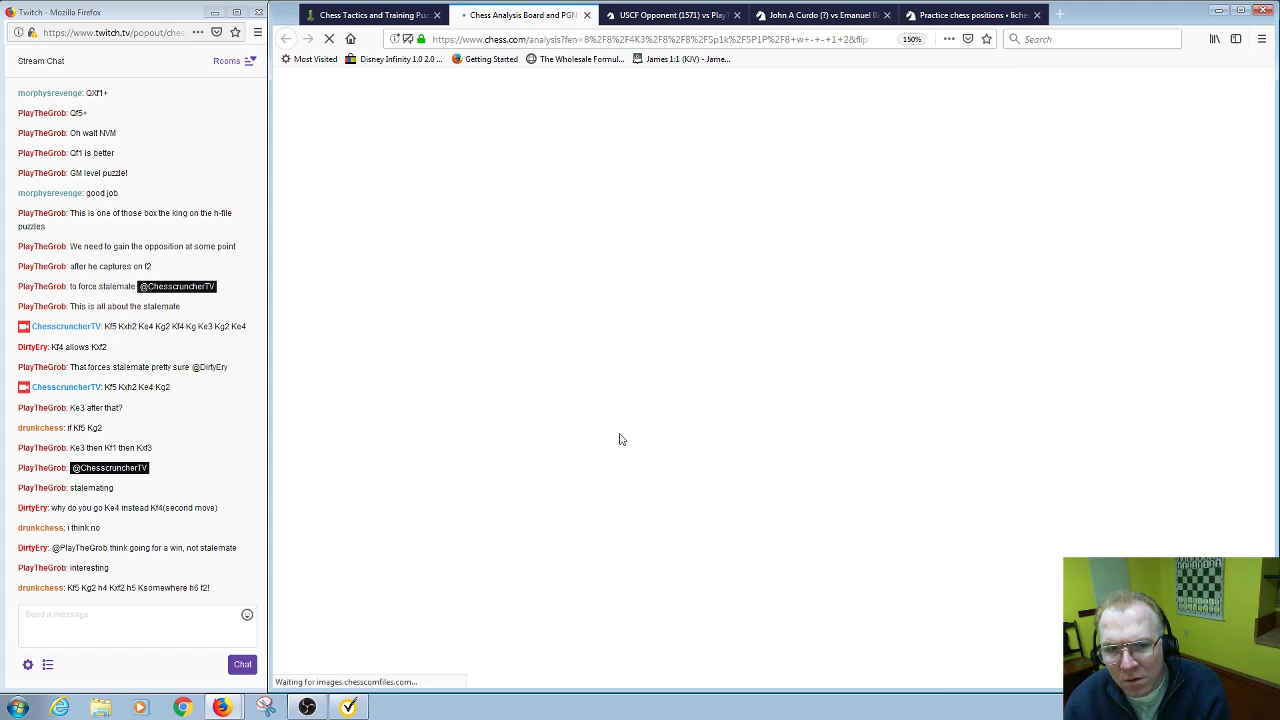 Twitch - Mozilla Firefox
https://www.twitch.tv/popout/ches
Stream Chat
Rooms
morphysrevenge: QXf1+
PlayTheGrob: Qf5+
PlayTheGrob: Oh wait NVM
PlayTheGrob: Qf1 is better
PlayTheGrob: GM level puzzle!
morphysrevenge: good job
PlayTheGrob: This is one of those box the king on the h-file
puzzles
PlayTheGrob: We need to gain the opposition at some point
PlayTheGrob: after he captures on f2
PlayTheGrob: to force stalemate @ChesscruncherTV
PlayTheGrob: This is all about the stalemate
ChesscruncherTV: Kf5 Kxh2 Ke4 Kg2 Kf4 Kg Ke3 Kg2 Ke4
DirtyEry: Kf4 allows Kxf2
PlayTheGrob: That forces stalemate pretty sure @DirtyEry
ChesscruncherTV: Kf5 Kxh2 Ke4 Kg2
PlayTheGrob: Ke3 after that?
drunkchess: if Kf5 Kg2
PlayTheGrob: Ke3 then Kf1 then Kxf3
PlayTheGrob: @ChesscruncherTV
PlayTheGrob: stalemating
DirtyEry: why do you go Ke4 instead Kf4(second move)
drunkchess: i think no
DirtyEry: @PlayTheGrob think going for a win, not stalemate
PlayTheGrob: interesting
drunkchess: Kf5 Kg2 h4 Kxf2 h5 Ksomewhere h6 f2!
Send a message
Chat
Chess Tactics and Training Puz
Chess Analysis Board and PGN
USCF Opponent (1571) vs PlayT
John A Curdo (?) vs Emanuel B
Practice chess positions • liches
https://www.chess.com/analysis?fen=8%2F8%2F4K3%2F8%2F8%2F5p1k%2F5P1P%2F8+w+-+-+1+2&flip
150%
Search
Most Visited
Disney Infinity 1.0 2.0 ...
Getting Started
The Wholesale Formul...
James 1:1 (KJV) - Jame...
Waiting for images.chesscomfiles.com...